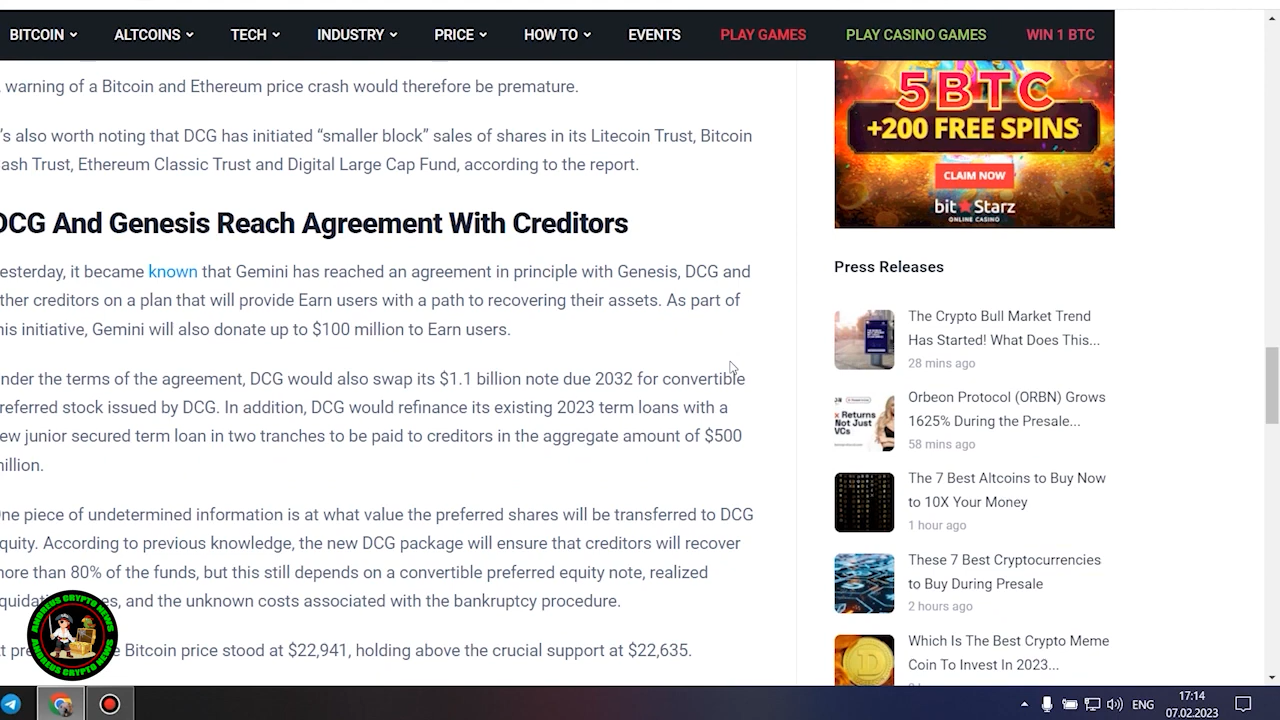 BITCOIN
ALTCOINS
TECH
INDUSTRY
PRICE
HOW TO
EVENTS
PLAY GAMES
PLAY CASINO GAMES
WIN 1 BTC
warning of a Bitcoin and Ethereum price crash would therefore be premature.
's also worth noting that DCG has initiated “smaller block” sales of shares in its Litecoin Trust, Bitcoin
ash Trust, Ethereum Classic Trust and Digital Large Cap Fund, according to the report.
DCG And Genesis Reach Agreement With Creditors
esterday, it became known that Gemini has reached an agreement in principle with Genesis, DCG and
ther creditors on a plan that will provide Earn users with a path to recovering their assets. As part of
his initiative, Gemini will also donate up to $100 million to Earn users.
nder the terms of the agreement, DCG would also swap its $1.1 billion note due 2032 for convertible
referred stock issued by DCG. In addition, DCG would refinance its existing 2023 term loans with a
ew junior secured term loan in two tranches to be paid to creditors in the aggregate amount of $500
illion.
ne piece of undetermined information is at what value the preferred shares will be transferred to DCG
quity. According to previous knowledge, the new DCG package will ensure that creditors will recover
more than 80% of the funds, but this still depends on a convertible preferred equity note, realized
and the unknown costs associated with the bankruptcy procedure.
Bitcoin price stood at $22,941, holding above the crucial support at $22,635.
ANDREUS CRYPTO NEWS
ANDREUS CRYPTO NEWS
5BTC
+200 FREE SPINS
CLAIM NOW
bitStarz
ONLINE CASINO
Press Releases
The Crypto Bull Market Trend
Has Started! What Does This...
28 mins ago
Returns
Not Just
VCs
Orbeon Protocol (ORBN) Grows
1625% During the Presale...
58 mins ago
The 7 Best Altcoins to Buy Now
to 10X Your Money
1 hour ago
These 7 Best Cryptocurrencies
to Buy During Presale
2 hours ago
Which Is The Best Crypto Meme
Coin To Invest In 2023...
ENG
17:14
07.02.2023